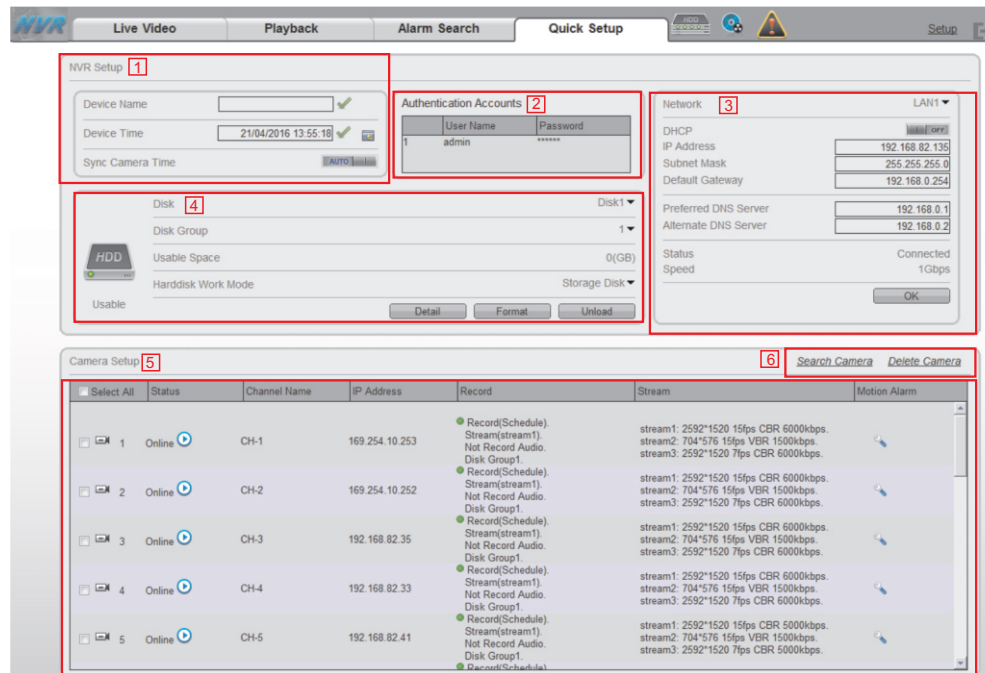 NVR Live Video Playback Alarm Search Quick Setup HDD Setup
NVR Setup 1
Device Name
Device Time 21/04/2016 13:55:18
Sync Camera Time AUTO
Authentication Accounts 2
User Name Password
1 admin ******
Network 3 LAN1
DHCP OFF
IP Address 192.168.82.135
Subnet Mask 255.255.255.0
Default Gateway 192.168.0.254
Preferred DNS Server 192.168.0.1
Alternate DNS Server 192.168.0.2
Status Connected
Speed 1Gbps
OK
Disk 4 Disk1
Disk Group 1
HDD Usable Space 0(GB)
Harddisk Work Mode Storage Disk
Usable
Detail Format Unload
Camera Setup 5 6 Search Camera Delete Camera
Select All Status Channel Name IP Address Record Stream Motion Alarm
1 Online CH-1 169.254.10.253
Record(Schedule).
Stream(stream1).
Not Record Audio.
Disk Group1.
stream1: 2592*1520 15fps CBR 6000kbps.
stream2: 704*576 15fps VBR 1500kbps.
stream3: 2592*1520 7fps CBR 6000kbps.
2 Online CH-2 169.254.10.252
Record(Schedule).
Stream(stream1).
Not Record Audio.
Disk Group1.
stream1: 2592*1520 15fps CBR 6000kbps.
stream2: 704*576 15fps VBR 1500kbps.
stream3: 2592*1520 7fps CBR 6000kbps.
3 Online CH-3 192.168.82.35
Record(Schedule).
Stream(stream1).
Not Record Audio.
Disk Group1.
stream1: 2592*1520 15fps CBR 6000kbps.
stream2: 704*576 15fps VBR 1500kbps.
stream3: 2592*1520 7fps CBR 6000kbps.
4 Online CH-4 192.168.82.33
Record(Schedule).
Stream(stream1).
Not Record Audio.
Disk Group1.
stream1: 2592*1520 15fps CBR 6000kbps.
stream2: 704*576 15fps VBR 1500kbps.
stream3: 2592*1520 7fps CBR 6000kbps.
5 Online CH-5 192.168.82.41
Record(Schedule).
Stream(stream1).
Not Record Audio.
Disk Group1.
stream1: 2592*1520 15fps CBR 5000kbps.
stream2: 704*576 15fps VBR 1500kbps.
stream3: 2592*1520 7fps CBR 5000kbps.
Record(Schedule)